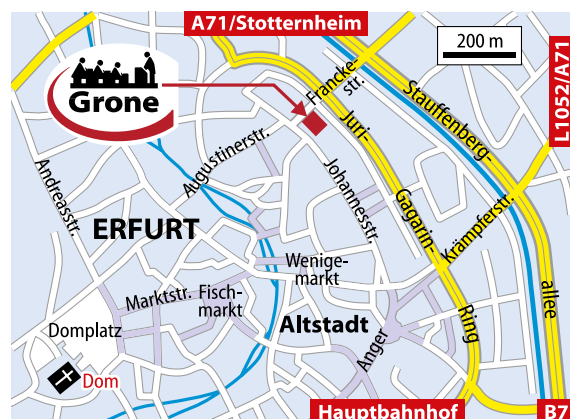 A71/Stotternheim
200 m
L1052/A71
Grone
Francke-
str.
Stauffenberg-
allee
Juri-
Gagarin-
Ring
Augustinerstr.
Johannesstr.
Andreasstr.
Krämpferstr.
ERFURT
Wenige-
markt
Marktstr.
Fisch-
markt
Domplatz
Altstadt
Anger
Dom
Hauptbahnhof
B7